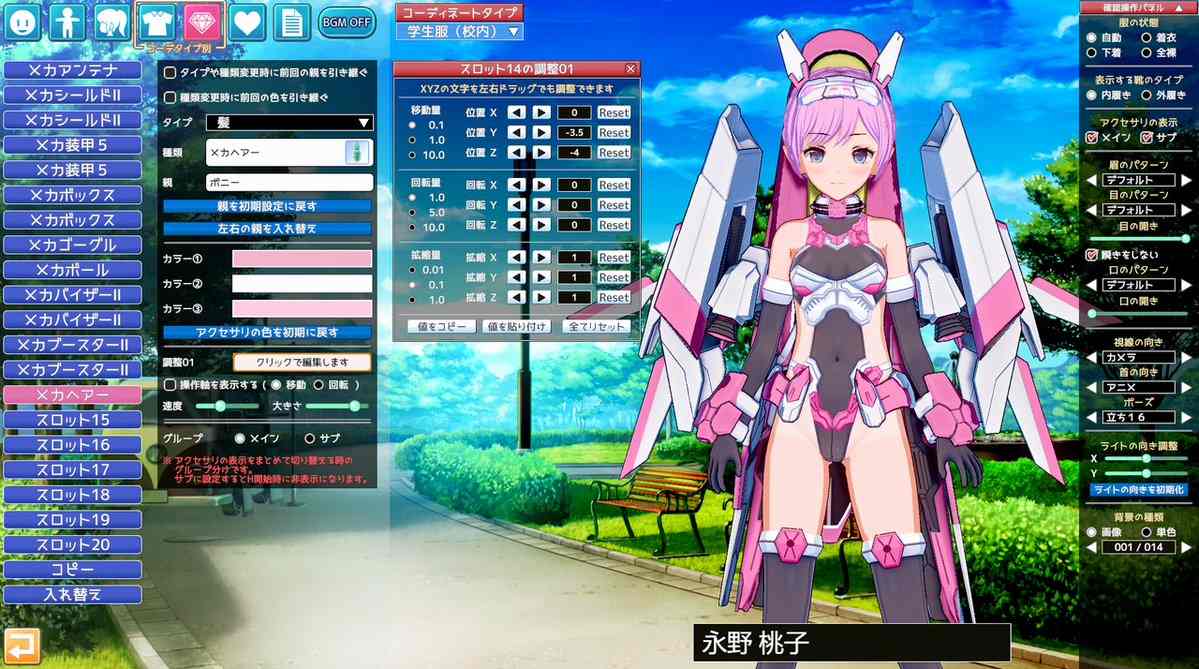 BGM OFF
コーデタイプ別
コーディネートタイプ
学生服（校内）▼
メカアンテナ
メカシールドII
メカシールドII
メカ装甲５
メカ装甲５
メカボックス
メカボックス
メカゴーグル
メカポール
メカバイザーII
メカバイザーII
メカブースターII
メカブースターII
メカヘアー
スロット15
スロット16
スロット17
スロット18
スロット19
スロット20
コピー
入れ替え
タイプや種類変更時に前回の親を引き継ぐ
種類変更時に前回の色を引き継ぐ
タイプ 髪 ▼
種類 メカヘアー
親 ポニー
親を初期設定に戻す
左右の親を入れ替え
カラー①
カラー②
カラー③
アクセサリの色を初期に戻す
調整01 クリックで編集します
操作軸を表示する ( 移動 回転 )
速度 大きさ
グループ メイン サブ
※ アクセサリの表示をまとめて切り替える時の
グループ分けです。
サブに設定するとH開始時に非表示になります。
スロット14の調整01
XYZの文字を左右ドラッグでも調整できます
移動量
0.1
1.0
10.0
位置 X 0 Reset
位置 Y -3.5 Reset
位置 Z -4 Reset
回転量
1.0
5.0
10.0
回転 X 0 Reset
回転 Y 0 Reset
回転 Z 0 Reset
拡縮量
0.01
0.1
1.0
拡縮 X 1 Reset
拡縮 Y 1 Reset
拡縮 Z 1 Reset
値をコピー 値を貼り付け 全てリセット
確認操作パネル ▲
服の状態
自動 着衣
下着 全裸
表示する靴のタイプ
内履き 外履き
アクセサリの表示
メイン サブ
眉のパターン
デフォルト
目のパターン
デフォルト
目の開き
瞬きをしない
口のパターン
デフォルト
口の開き
視線の向き
カメラ
首の向き
アニメ
ポーズ
立ち１６
ライトの向き調整
X
Y
ライトの向きを初期化
背景の種類
画像 単色
001 / 014
永野 桃子